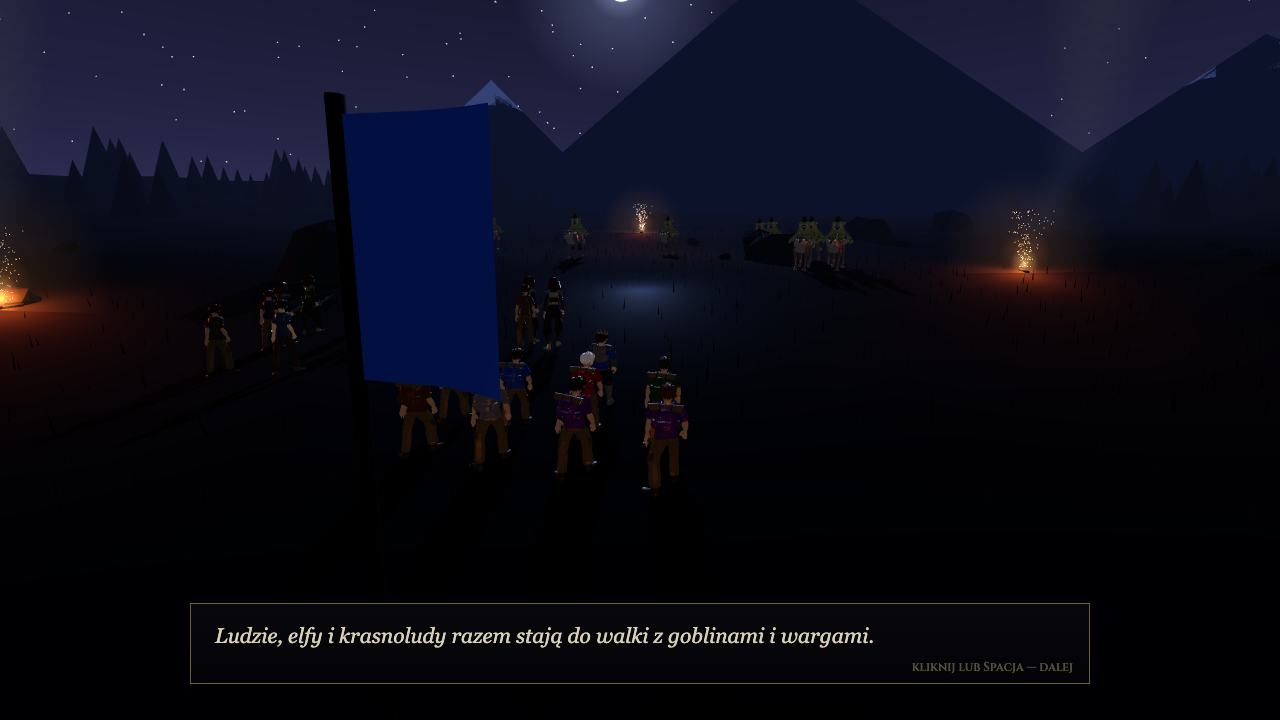 Ludzie, elfy i krasnoludy razem stają do walki z goblinami i wargami.
KLIKNIJ LUB SPACJA — DALEJ